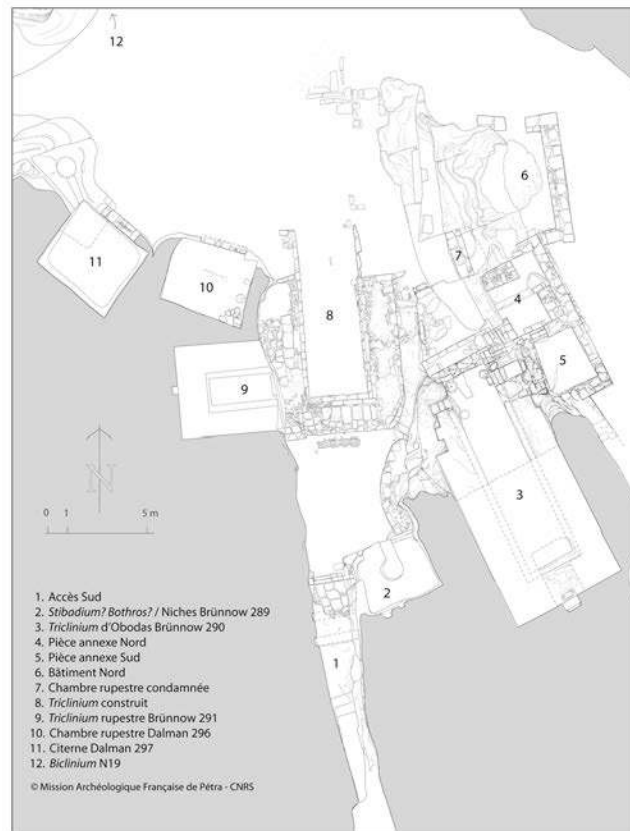 12
6
7
11
10
4
8
5
9
3
N
0 1 5 m
2
1
1. Accès Sud
2. Stibadium? Bothros? / Niches Brünnow 289
3. Triclinium d'Obodas Brünnow 290
4. Pièce annexe Nord
5. Pièce annexe Sud
6. Bâtiment Nord
7. Chambre rupestre condamnée
8. Triclinium construit
9. Triclinium rupestre Brünnow 291
10. Chambre rupestre Dalman 296
11. Citerne Dalman 297
12. Biclinium N19
© Mission Archéologique Française de Pétra - CNRS